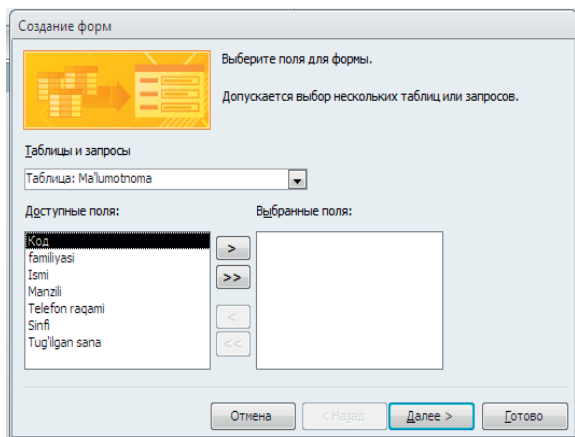 Создание форм
Выберите поля для формы.
Допускается выбор нескольких таблиц или запросов.
Таблицы и запросы
Таблица: Ma'lumotnoma
Доступные поля:
Выбранные поля:
Код
familiyasi
Ismi
Manzili
Telefon raqami
Sinfi
Tug'ilgan sana
>
>>
<
<<
Отмена
< Назад
Далее >
Готово